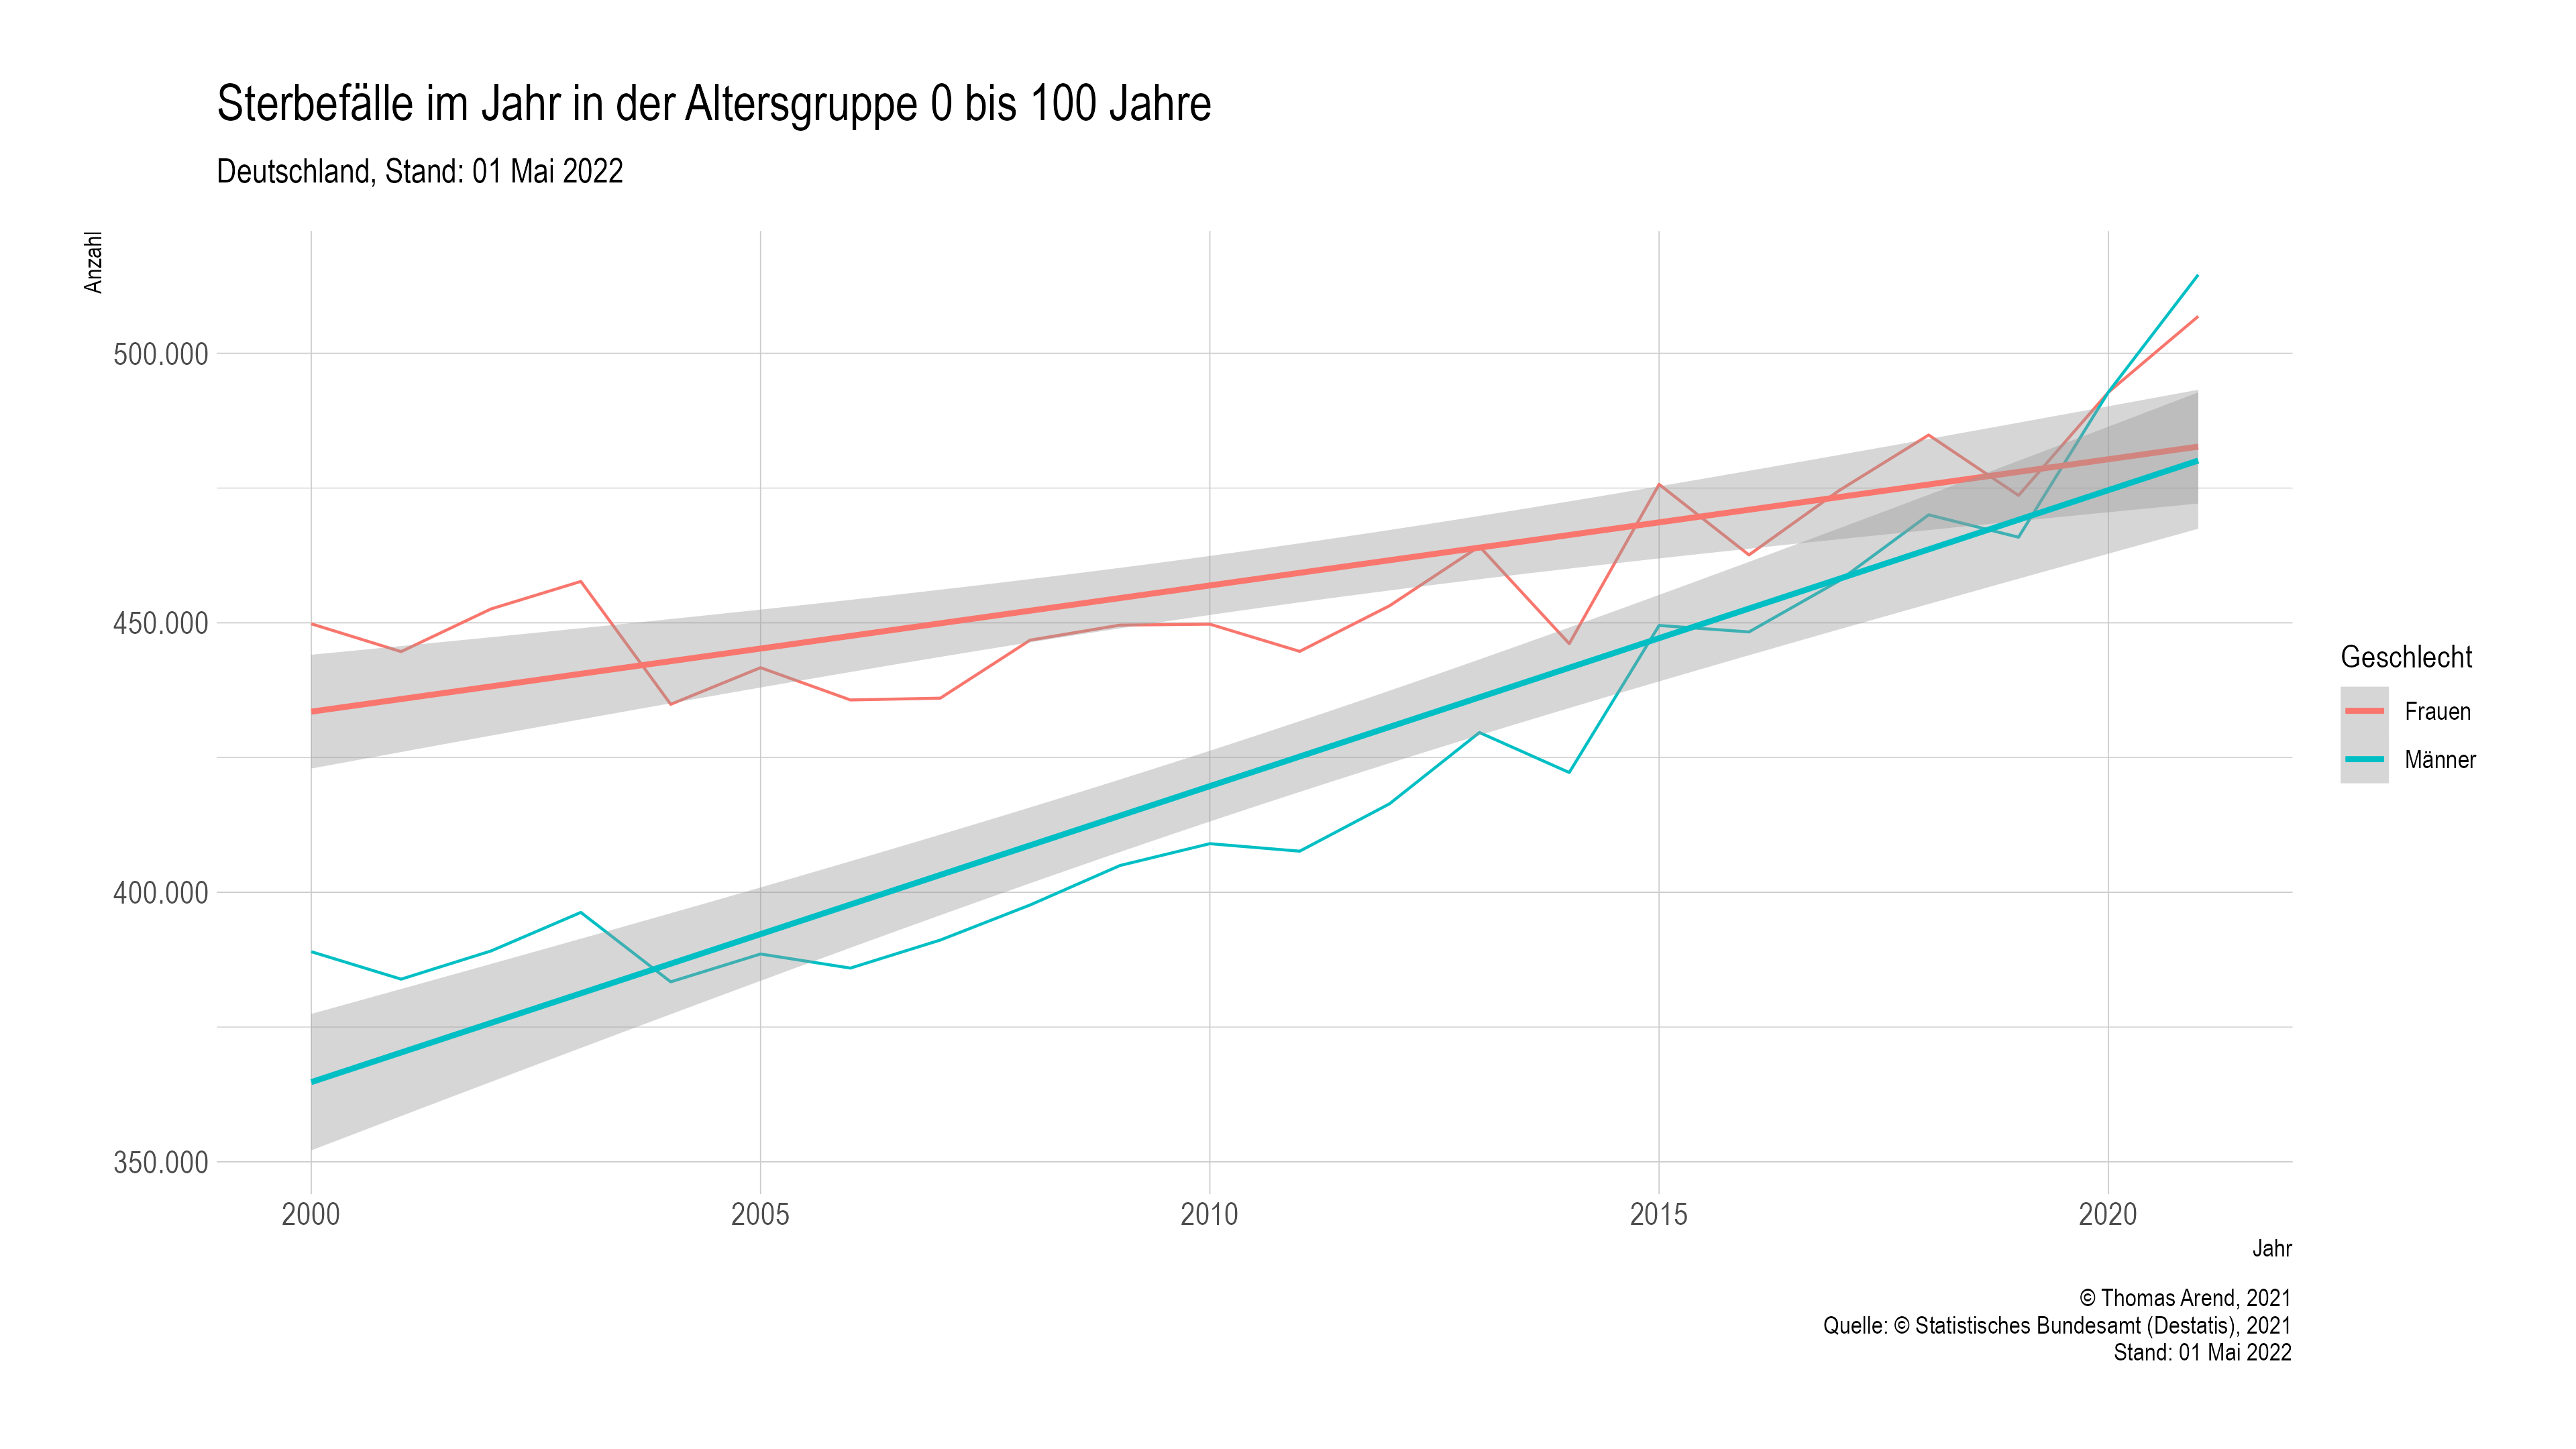 Sterbefälle im Jahr in der Altersgruppe 0 bis 100 Jahre
Deutschland, Stand: 01 Mai 2022
Anzahl
500.000
450.000
400.000
350.000
2000
2005
2010
2015
2020
Jahr
Geschlecht
Frauen
Männer
© Thomas Arend, 2021
Quelle: © Statistisches Bundesamt (Destatis), 2021
Stand: 01 Mai 2022